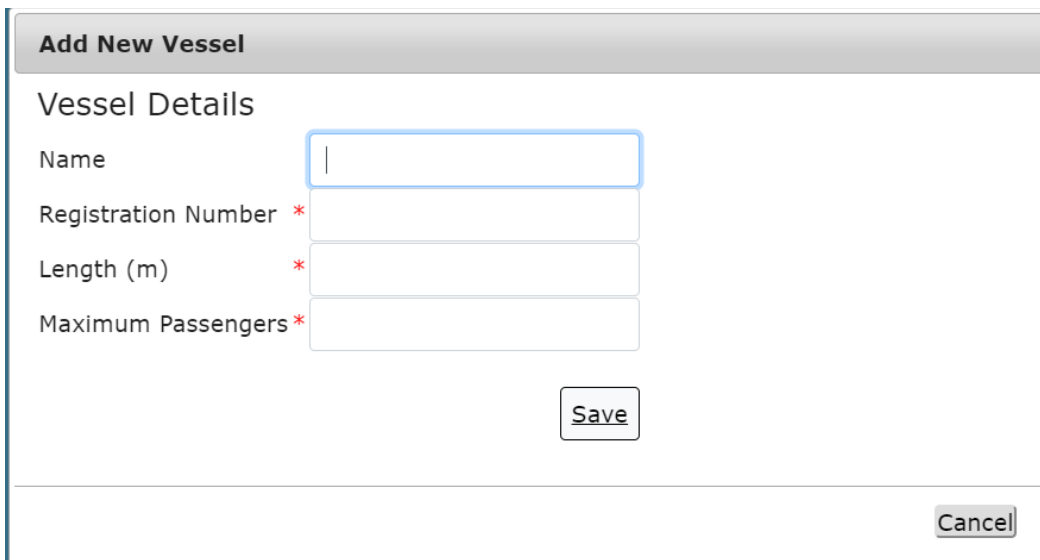 Add New Vessel
Vessel Details
Name
Registration Number *
Length (m) *
Maximum Passengers *
Save
Cancel